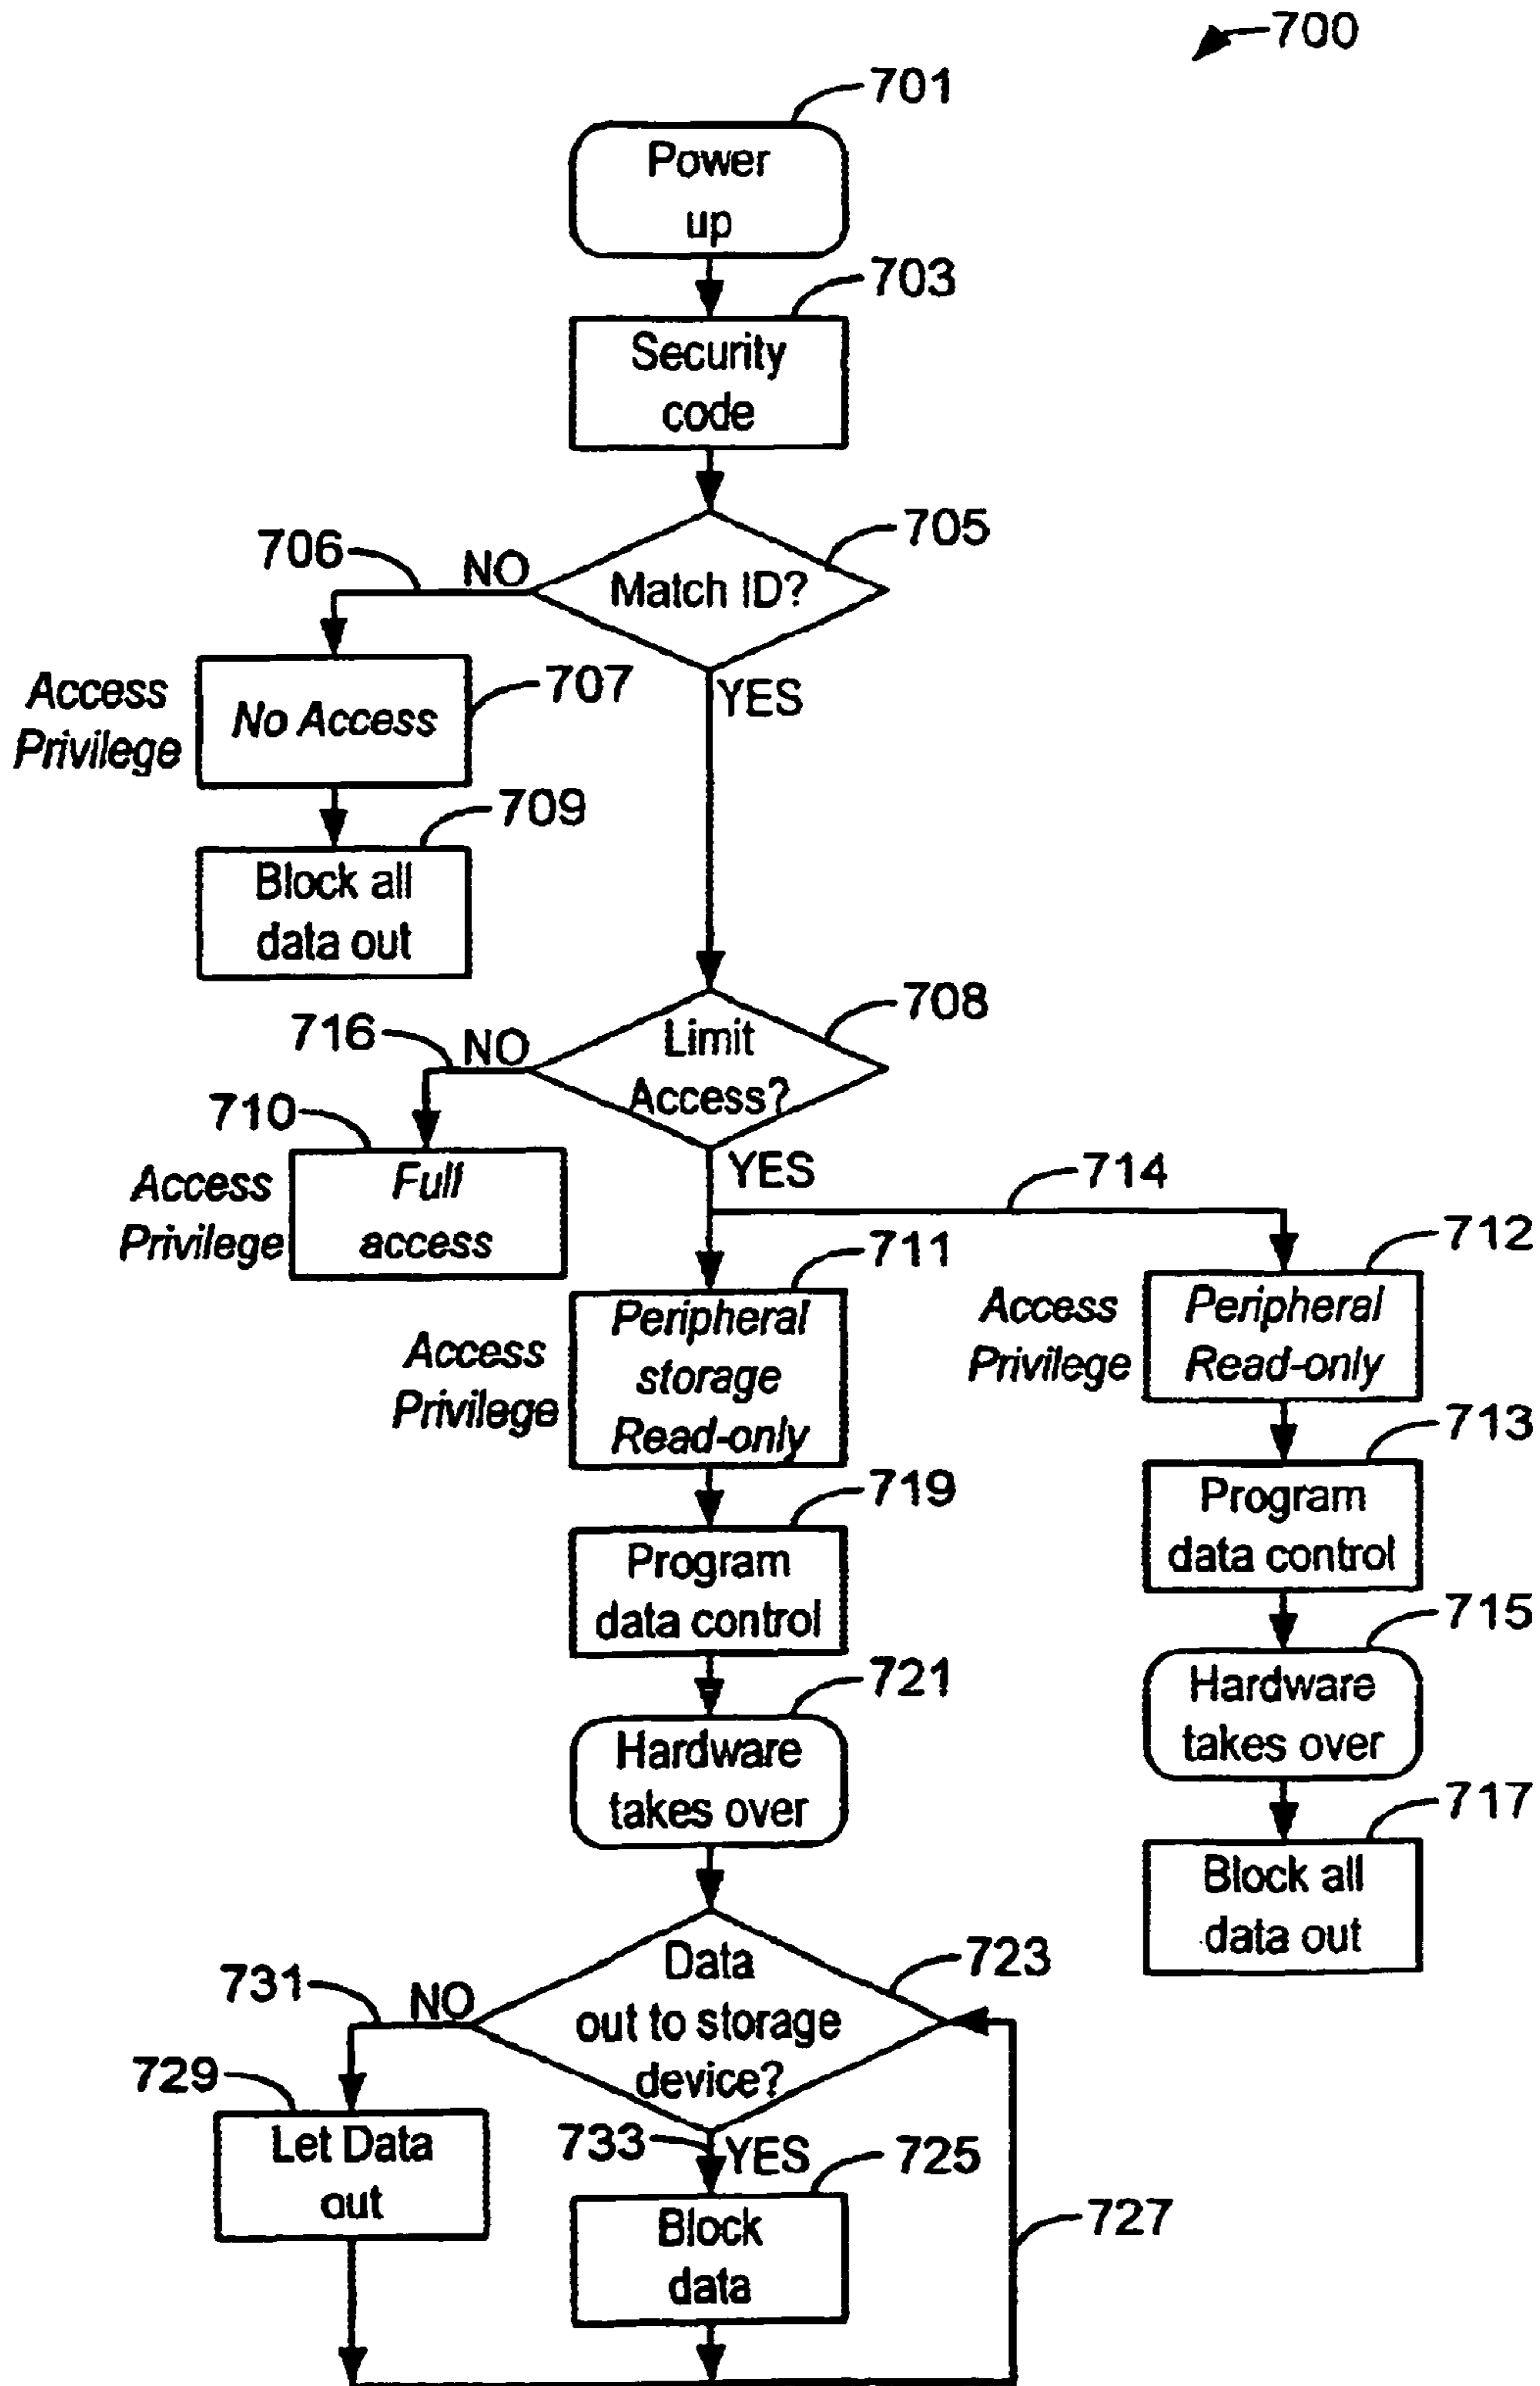 700
701
Power
up
703
Security
code
705
706
NO
Match ID?
YES
Access
Privilege
No Access
707
709
Block all
data out
708
716
NO
Limit
Access?
YES
710
Access
Privilege
Full
access
714
711
Access
Privilege
Peripheral
storage
Read-only
712
Access
Privilege
Peripheral
Read-only
719
Program
data control
713
Program
data control
721
Hardware
takes over
715
Hardware
takes over
717
Block all
data out
723
Data
out to storage
device?
731
NO
729
Let Data
out
733
YES
725
Block
data
727